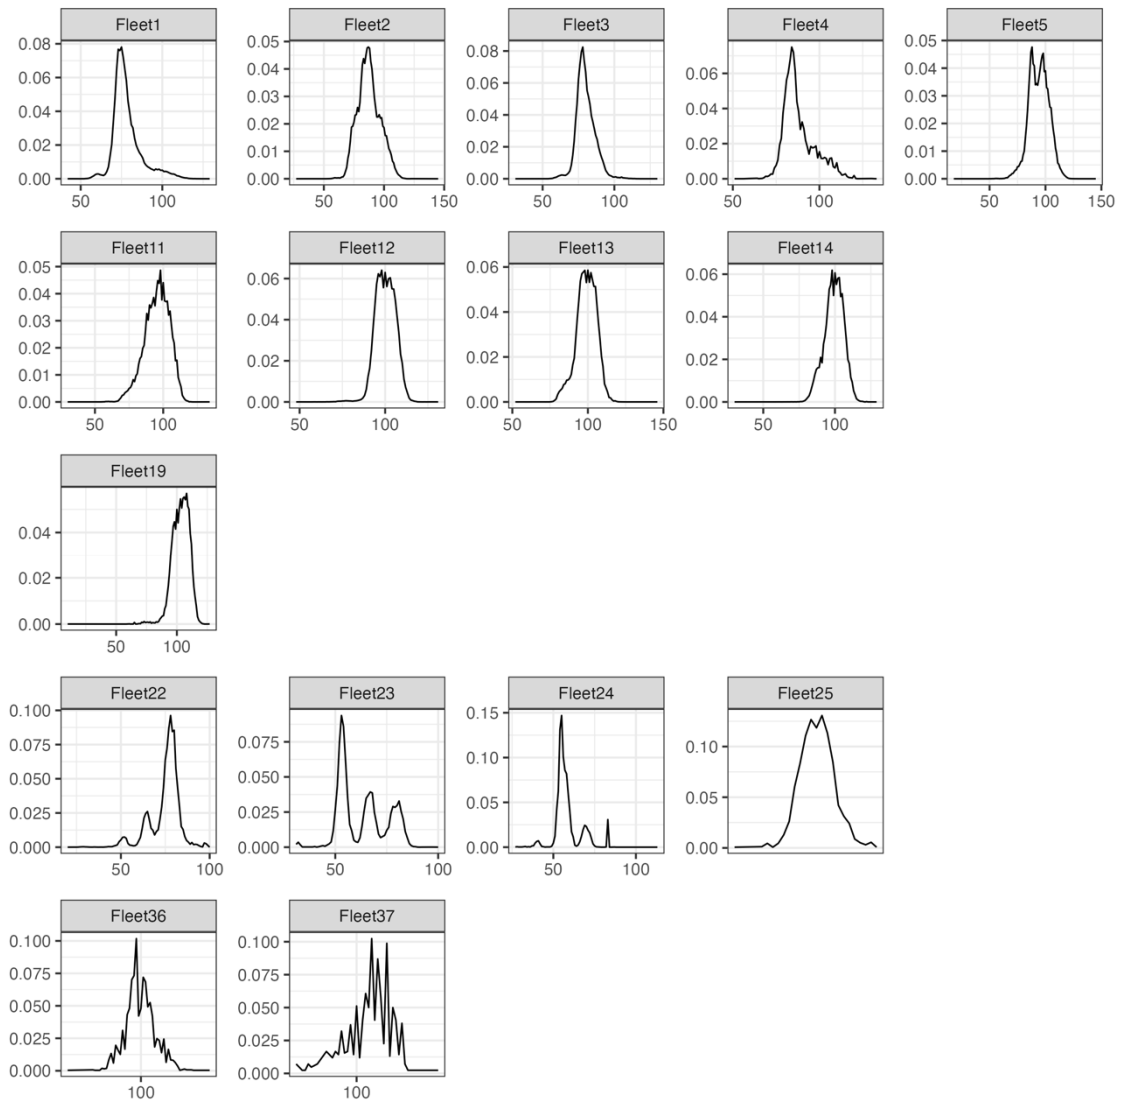 Fleet1 Fleet2 Fleet3 Fleet4 Fleet5
0.08 0.05 0.08 0.06 0.05
0.06 0.04 0.06 0.04 0.04
0.04 0.03 0.04 0.02 0.03
0.02 0.02 0.02 0.00 0.02
0.00 0.01 0.00 0.01
0.00 0.00
50 100 50 100 150 50 100 50 100 50 100 150
Fleet11 Fleet12 Fleet13 Fleet14
0.05 0.06 0.06 0.06
0.04 0.04 0.04 0.04
0.03 0.02 0.02 0.02
0.02 0.00 0.00 0.00
0.01
0.00
50 100 50 100 50 100 150 50 100
Fleet19
0.04
0.02
0.00
50 100
Fleet22 Fleet23 Fleet24 Fleet25
0.100 0.075 0.15 0.10
0.075 0.050 0.10 0.05
0.050 0.025 0.05 0.00
0.025 0.000 0.00
0.000
50 100 50 100 50 100
Fleet36 Fleet37
0.100 0.100
0.075 0.075
0.050 0.050
0.025 0.025
0.000 0.000
100 100